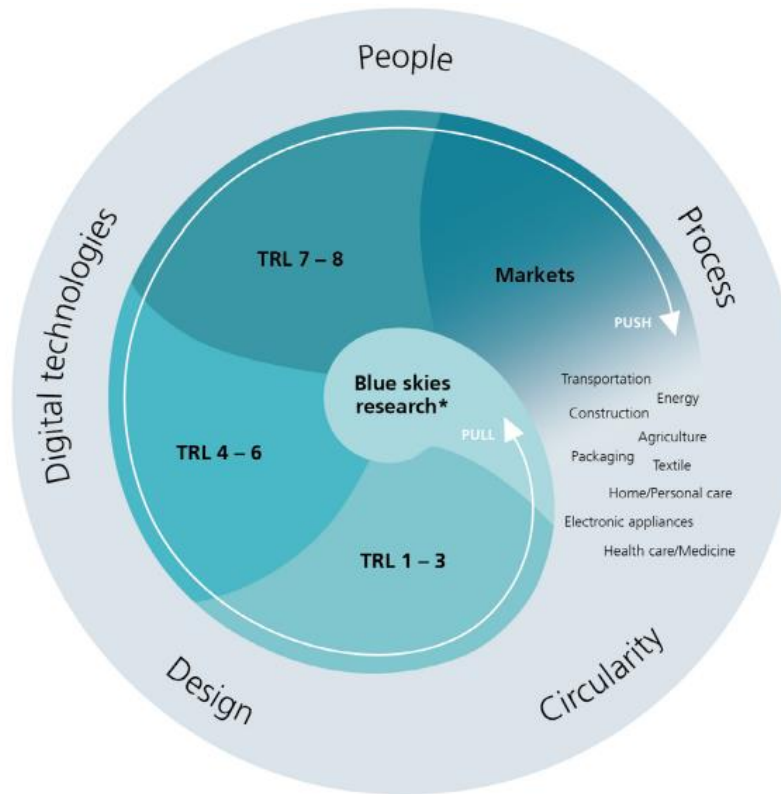 People
Process
Digital technologies
TRL 7 – 8
Markets
PUSH
Blue skies
research*
PULL
Transportation
Energy
Construction
Agriculture
Packaging
Textile
Home/Personal care
Electronic appliances
Health care/Medicine
TRL 4 – 6
TRL 1 – 3
Design
Circularity